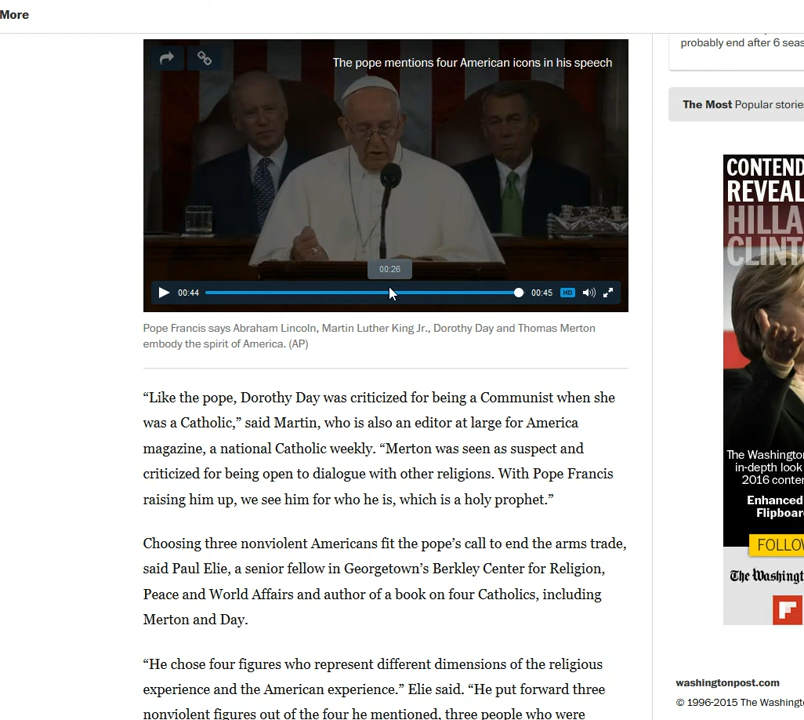 More
The pope mentions four American icons in his speech
00:26
00:44
00:45
HD
Pope Francis says Abraham Lincoln, Martin Luther King Jr., Dorothy Day and Thomas Merton
embody the spirit of America. (AP)
“Like the pope, Dorothy Day was criticized for being a Communist when she
was a Catholic,” said Martin, who is also an editor at large for America
magazine, a national Catholic weekly. “Merton was seen as suspect and
criticized for being open to dialogue with other religions. With Pope Francis
raising him up, we see him for who he is, which is a holy prophet.”
Choosing three nonviolent Americans fit the pope’s call to end the arms trade,
said Paul Elie, a senior fellow in Georgetown’s Berkley Center for Religion,
Peace and World Affairs and author of a book on four Catholics, including
Merton and Day.
“He chose four figures who represent different dimensions of the religious
experience and the American experience.” Elie said. “He put forward three
nonviolent figures out of the four he mentioned, three people who were
probably end after 6 seas
The Most Popular storie
CONTEND
REVEAL
HILLA
CLINT
The Washington
in-depth look
2016 conten
Enhanced
Flipboar
FOLLOW
The Washingt
washingtonpost.com
© 1996-2015 The Washing